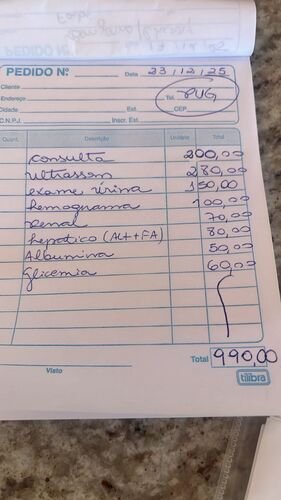 PEDIDO Nº. Data 23/12/25
Cliente
Endereço Tel. PUG
Cidade Est. CEP
C.N.P.J. Inscr. Est.
Quant. Descrição Unitário Total
consulta 200,00
ultrassom 280,00
exame urina 150,00
hemograma 100,00
renal 70,00
hepatico (ALT + FA) 80,00
Albumina 50,00
Glicemia 60,00
Total 990,00
Visto
tilibra